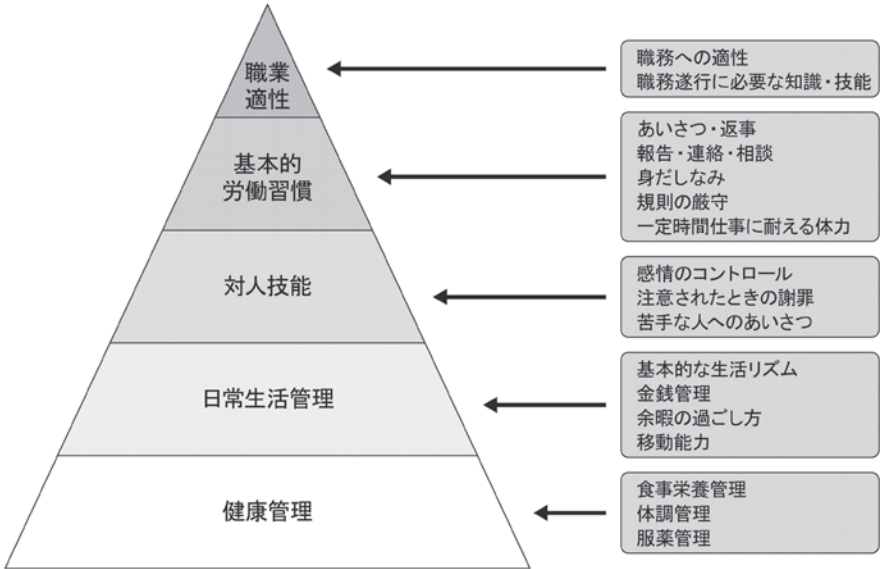 職業
適性
職務への適性
職務遂行に必要な知識・技能
基本的
労働習慣
あいさつ・返事
報告・連絡・相談
身だしなみ
規則の厳守
一定時間仕事に耐える体力
対人技能
感情のコントロール
注意されたときの謝罪
苦手な人へのあいさつ
日常生活管理
基本的な生活リズム
金銭管理
余暇の過ごし方
移動能力
健康管理
食事栄養管理
体調管理
服薬管理